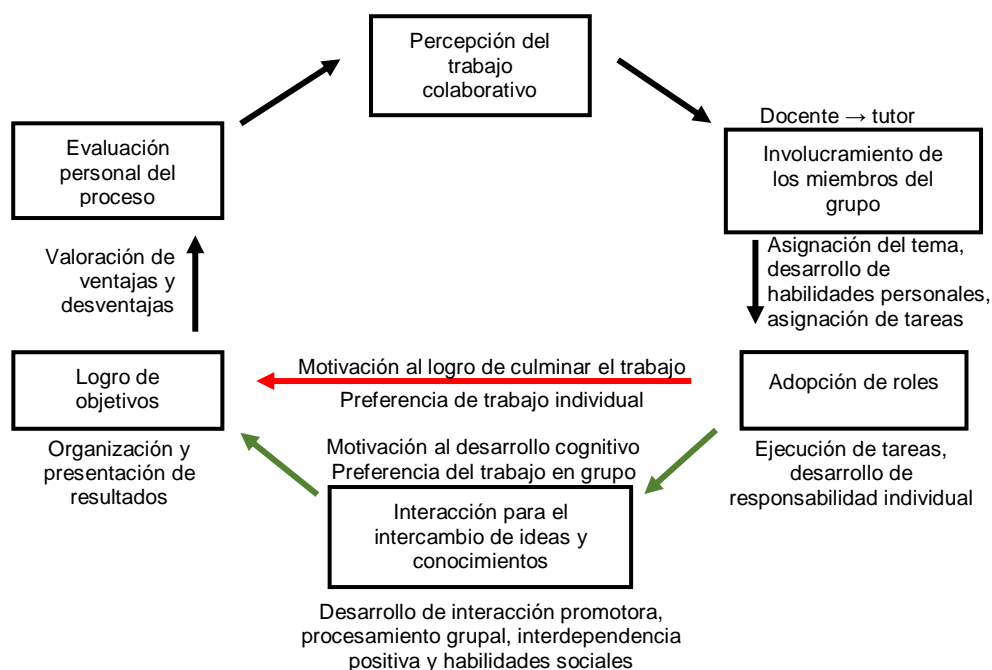 Percepción del
trabajo
colaborativo
Docente → tutor
Involucramiento de
los miembros del
grupo
Asignación del tema,
desarrollo de
habilidades personales,
asignación de tareas
Adopción de roles
Ejecución de tareas,
desarrollo de
responsabilidad individual
Motivación al logro de culminar el trabajo
Preferencia de trabajo individual
Motivación al desarrollo cognitivo
Preferencia del trabajo en grupo
Interacción para el
intercambio de ideas y
conocimientos
Desarrollo de interacción promotora,
procesamiento grupal, interdependencia
positiva y habilidades sociales
Logro de
objetivos
Organización y
presentación de
resultados
Valoración de
ventajas y
desventajas
Evaluación
personal del
proceso